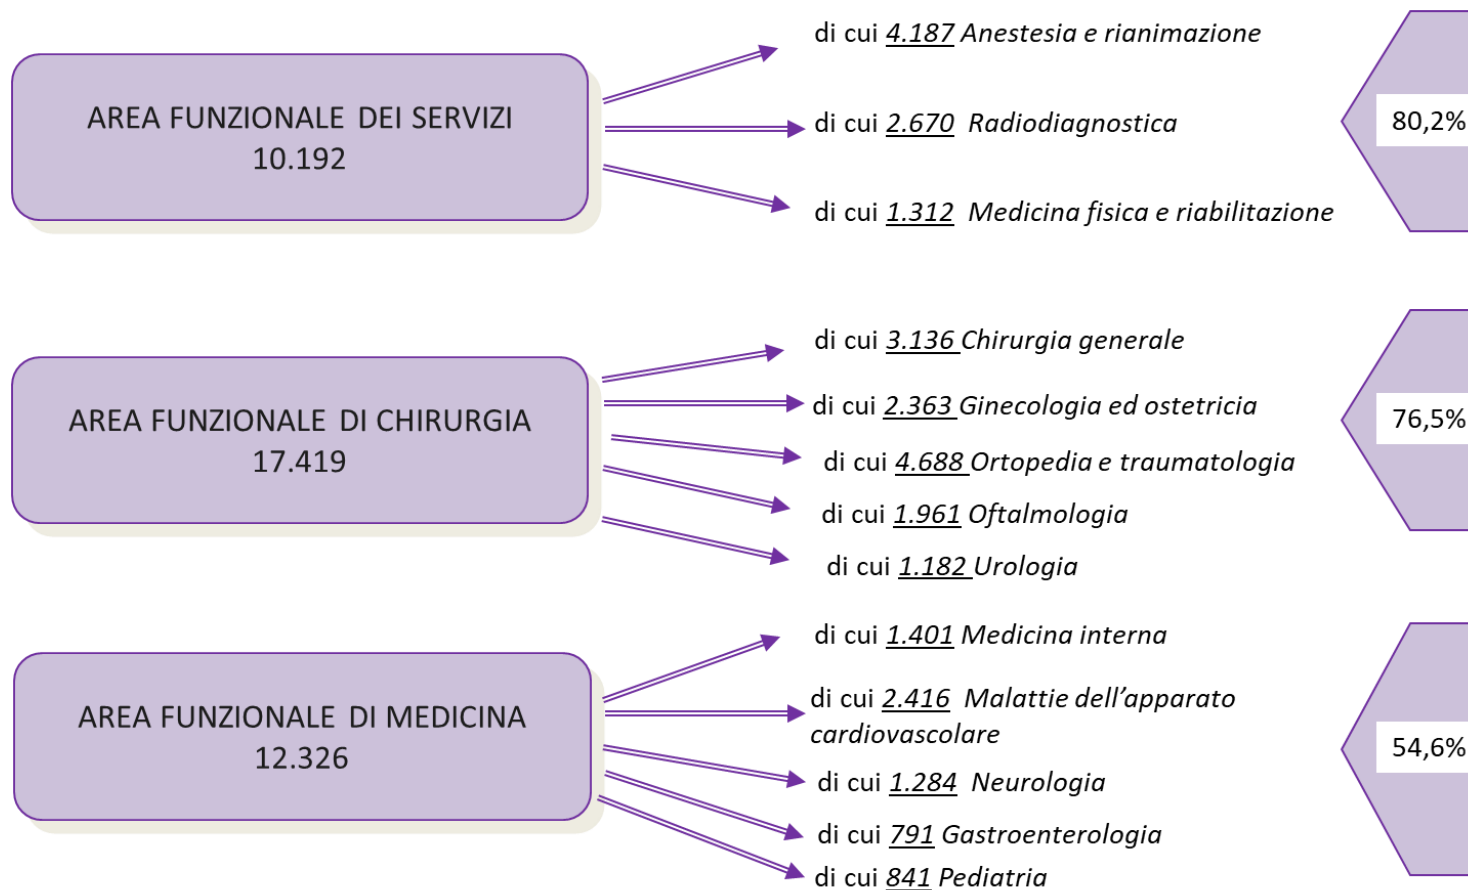 AREA FUNZIONALE DEI SERVIZI
10.192
di cui 4.187 Anestesia e rianimazione
di cui 2.670 Radiodiagnostica
di cui 1.312 Medicina fisica e riabilitazione
80,2%
AREA FUNZIONALE DI CHIRURGIA
17.419
di cui 3.136 Chirurgia generale
di cui 2.363 Ginecologia ed ostetricia
di cui 4.688 Ortopedia e traumatologia
di cui 1.961 Oftalmologia
di cui 1.182 Urologia
76,5%
AREA FUNZIONALE DI MEDICINA
12.326
di cui 1.401 Medicina interna
di cui 2.416 Malattie dell’apparato
cardiovascolare
di cui 1.284 Neurologia
di cui 791 Gastroenterologia
di cui 841 Pediatria
54,6%